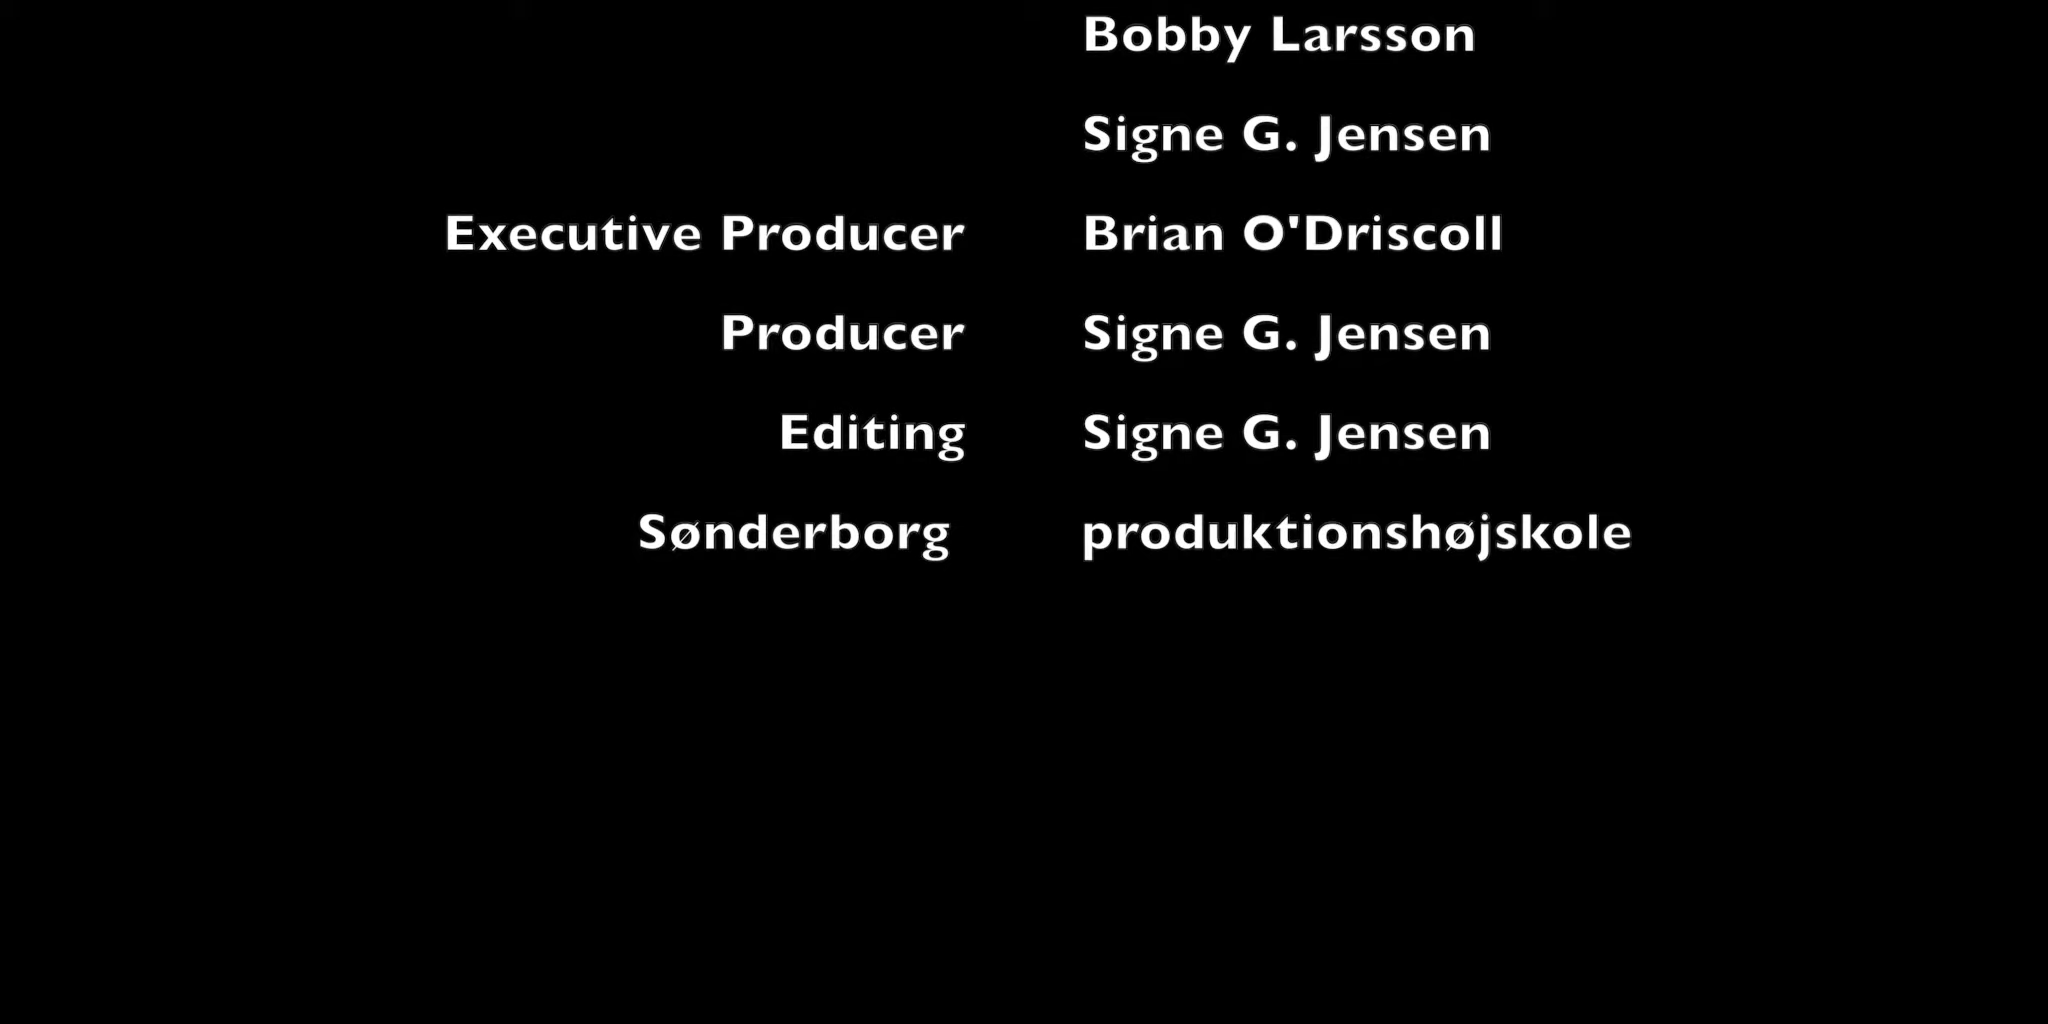 Bobby Larsson
Signe G. Jensen
Executive Producer Brian O'Driscoll
Producer Signe G. Jensen
Editing Signe G. Jensen
Sønderborg produktionshøjskole